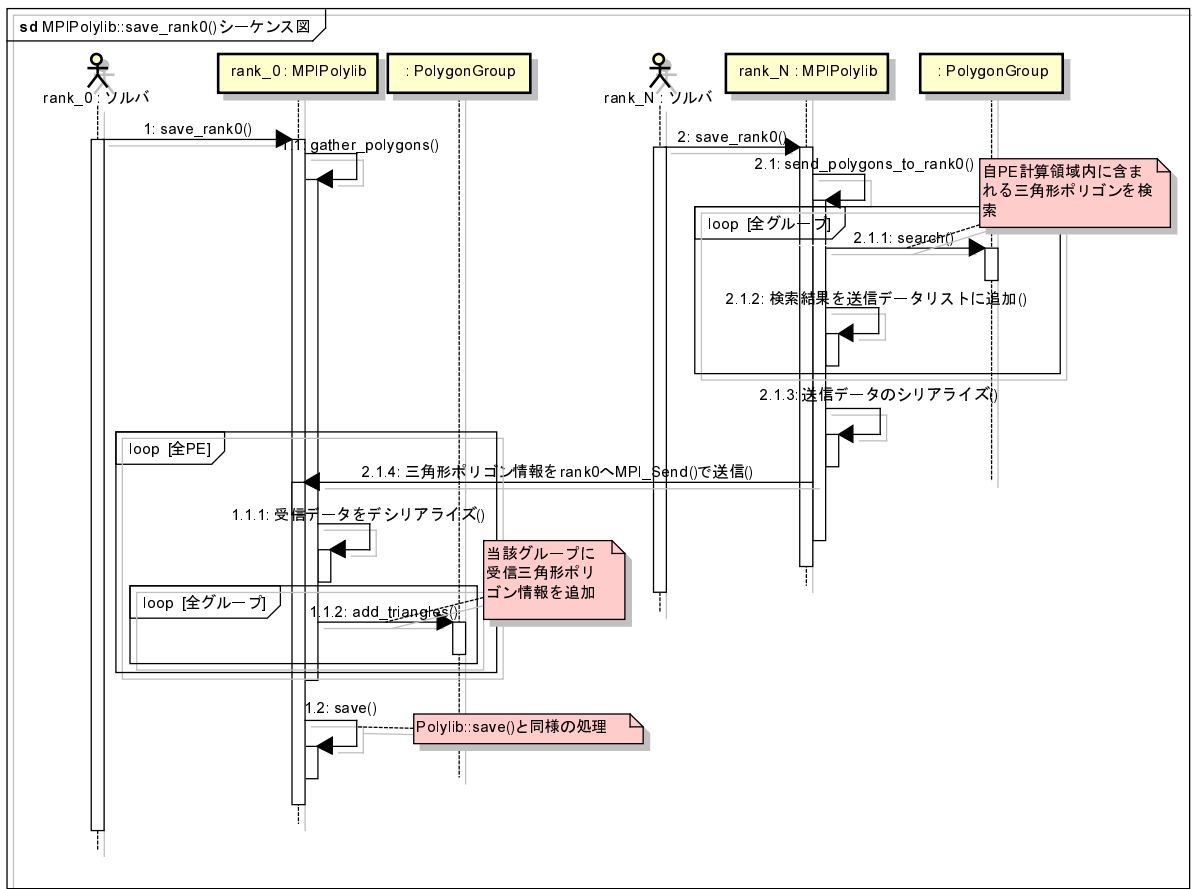 sd MPIPolylib::save_rank0()シーケンス図
rank_0 : ソルバ
rank_0 : MPIPolylib
: PolygonGroup
rank_N : ソルバ
rank_N : MPIPolylib
: PolygonGroup
1: save_rank0()
1.1: gather_polygons()
2: save_rank0()
2.1: send_polygons_to_rank0()
自PE計算領域内に含ま
れる三角形ポリゴンを検
索
loop [全グループ]
2.1.1: search()
2.1.2: 検索結果を送信データリストに追加()
2.1.3: 送信データのシリアライズ()
loop [全PE]
2.1.4: 三角形ポリゴン情報をrank0へMPI_Send()で送信()
1.1.1: 受信データをデシリアライズ()
当該グループに
受信三角形ポリ
ゴン情報を追加
loop [全グループ]
1.1.2: add_triangles()
1.2: save()
Polylib::save()と同様の処理